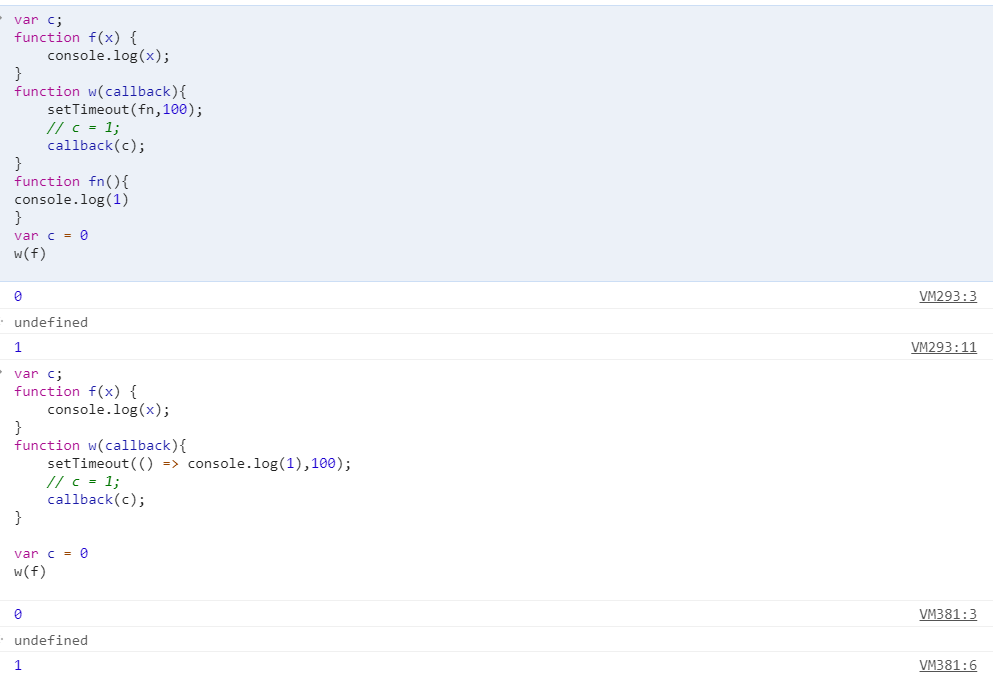 var c;
function f(x) {
    console.log(x);
}
function w(callback){
    setTimeout(fn,100);
    // c = 1;
    callback(c);
}
function fn(){
console.log(1)
}
var c = 0
w(f)
0 VM293:3
undefined
1 VM293:11
var c;
function f(x) {
    console.log(x);
}
function w(callback){
    setTimeout(() => console.log(1),100);
    // c = 1;
    callback(c);
}
var c = 0
w(f)
0 VM381:3
undefined
1 VM381:6